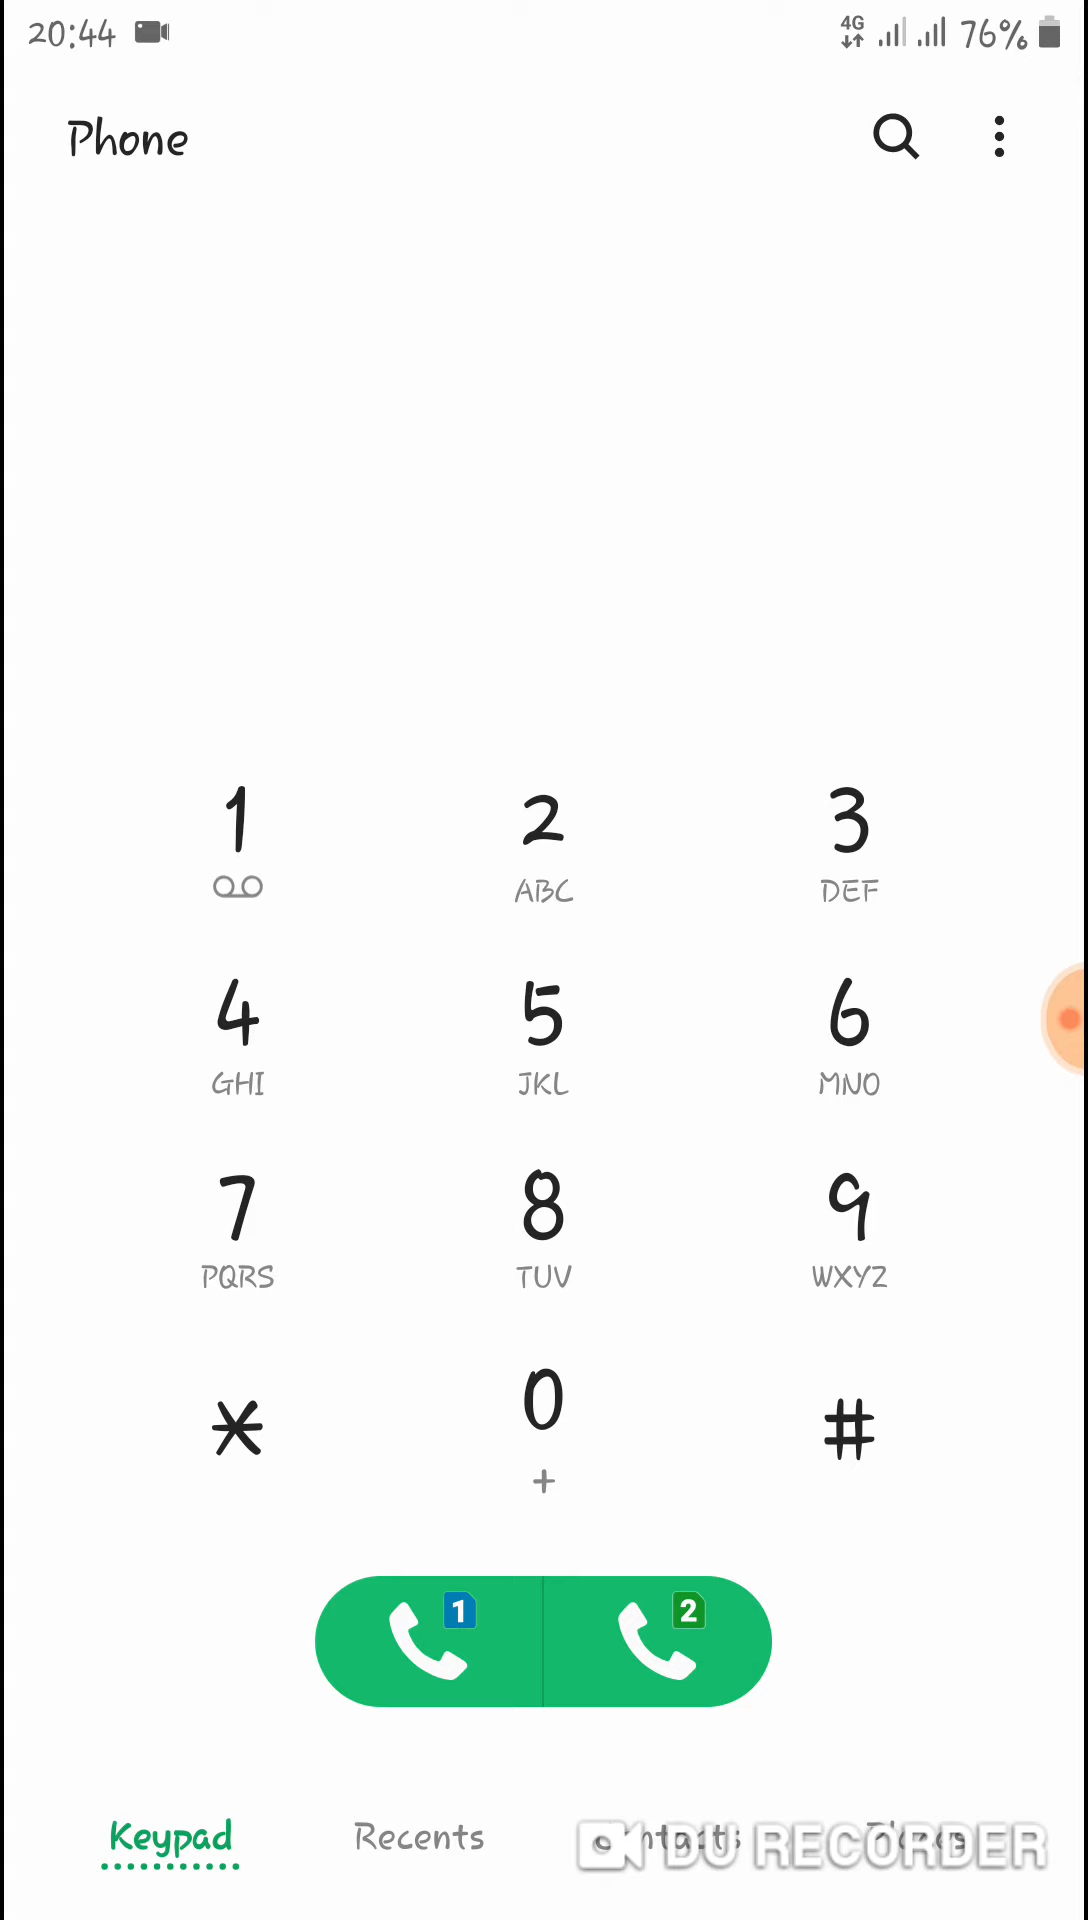 20:44 4G 76%
Phone
1 2 3
ABC DEF
4 5 6
GHI JKL MNO
7 8 9
PQRS TUV WXYZ
* 0 #
+
1 2
Keypad Recents Contacts
DU RECORDER